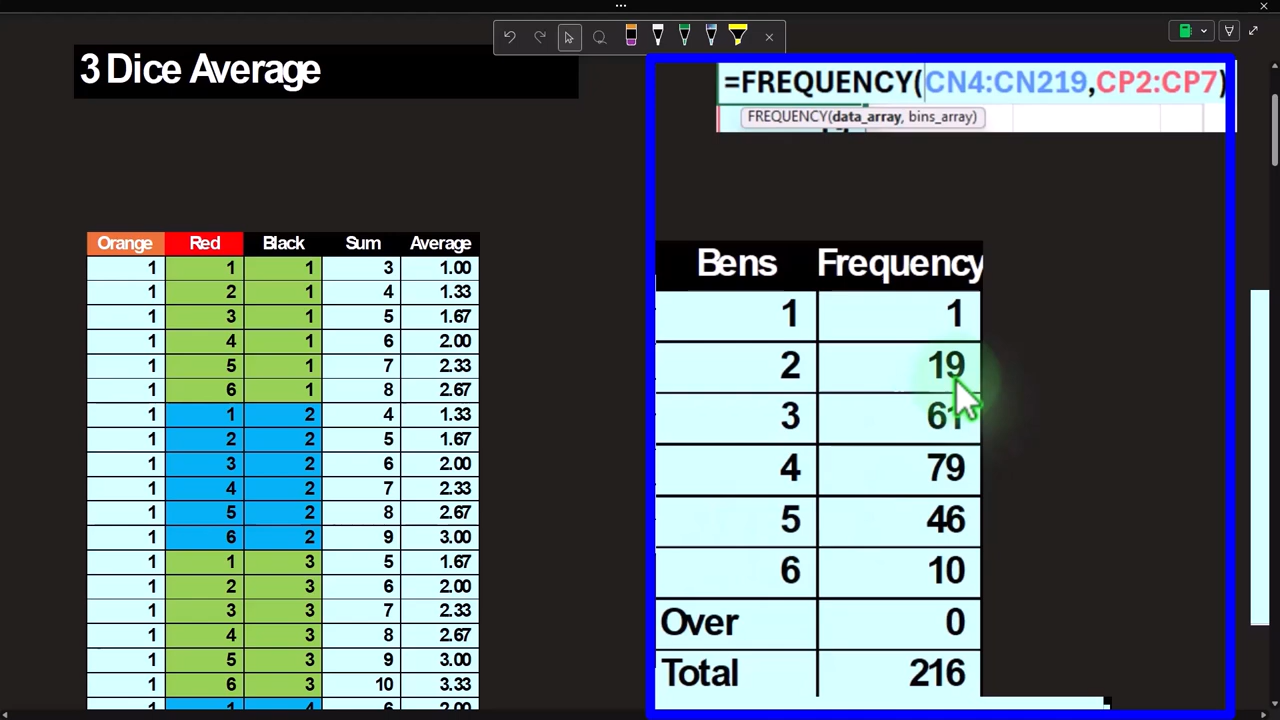 3 Dice Average
=FREQUENCY(CN4:CN219,CP2:CP7)
FREQUENCY(data_array, bins_array)
Orange Red Black Sum Average
1 1 1 3 1.00
1 2 1 4 1.33
1 3 1 5 1.67
1 4 1 6 2.00
1 5 1 7 2.33
1 6 1 8 2.67
1 1 2 4 1.33
1 2 2 5 1.67
1 3 2 6 2.00
1 4 2 7 2.33
1 5 2 8 2.67
1 6 2 9 3.00
1 1 3 5 1.67
1 2 3 6 2.00
1 3 3 7 2.33
1 4 3 8 2.67
1 5 3 9 3.00
1 6 3 10 3.33
1 1 4 6 2.00
Bens Frequency
1 1
2 19
3 61
4 79
5 46
6 10
Over 0
Total 216